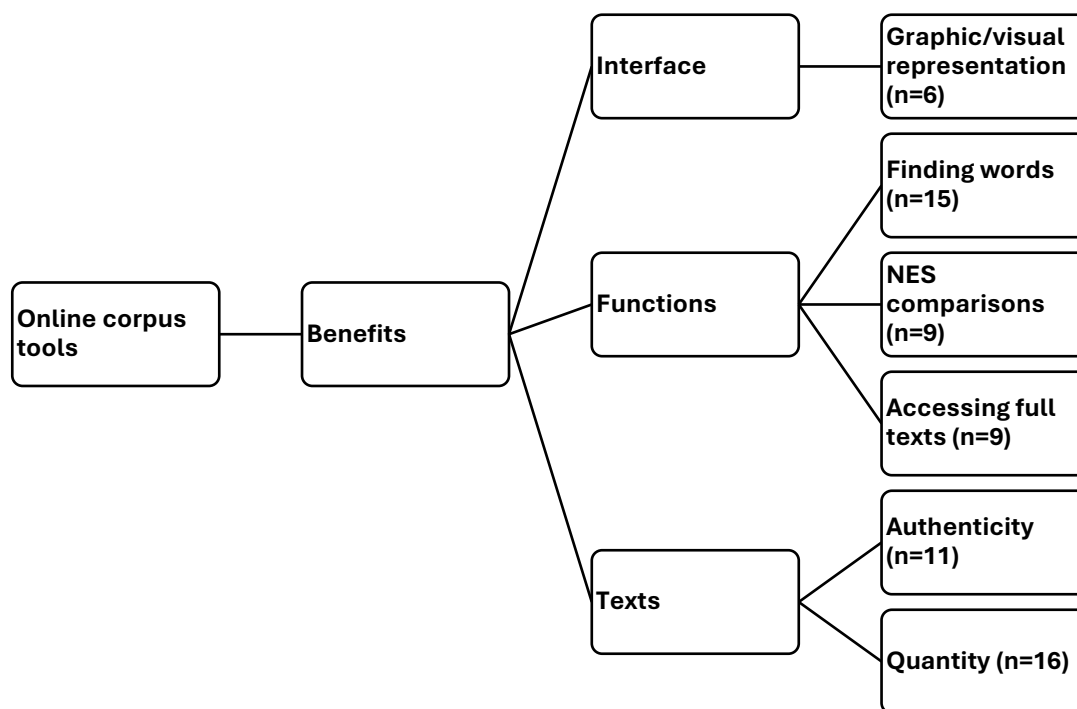 Online corpus
tools
Benefits
Interface
Graphic/visual
representation
(n=6)
Functions
Finding words
(n=15)
NES
comparisons
(n=9)
Accessing full
texts (n=9)
Texts
Authenticity
(n=11)
Quantity (n=16)